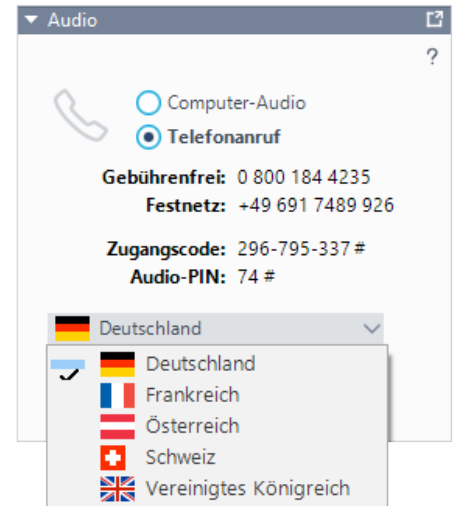 Audio
?
Computer-Audio
Telefonanruf
Gebührenfrei: 0 800 184 4235
Festnetz: +49 691 7489 926
Zugangscode: 296-795-337 #
Audio-PIN: 74 #
Deutschland
Deutschland
Frankreich
Österreich
Schweiz
Vereinigtes Königreich